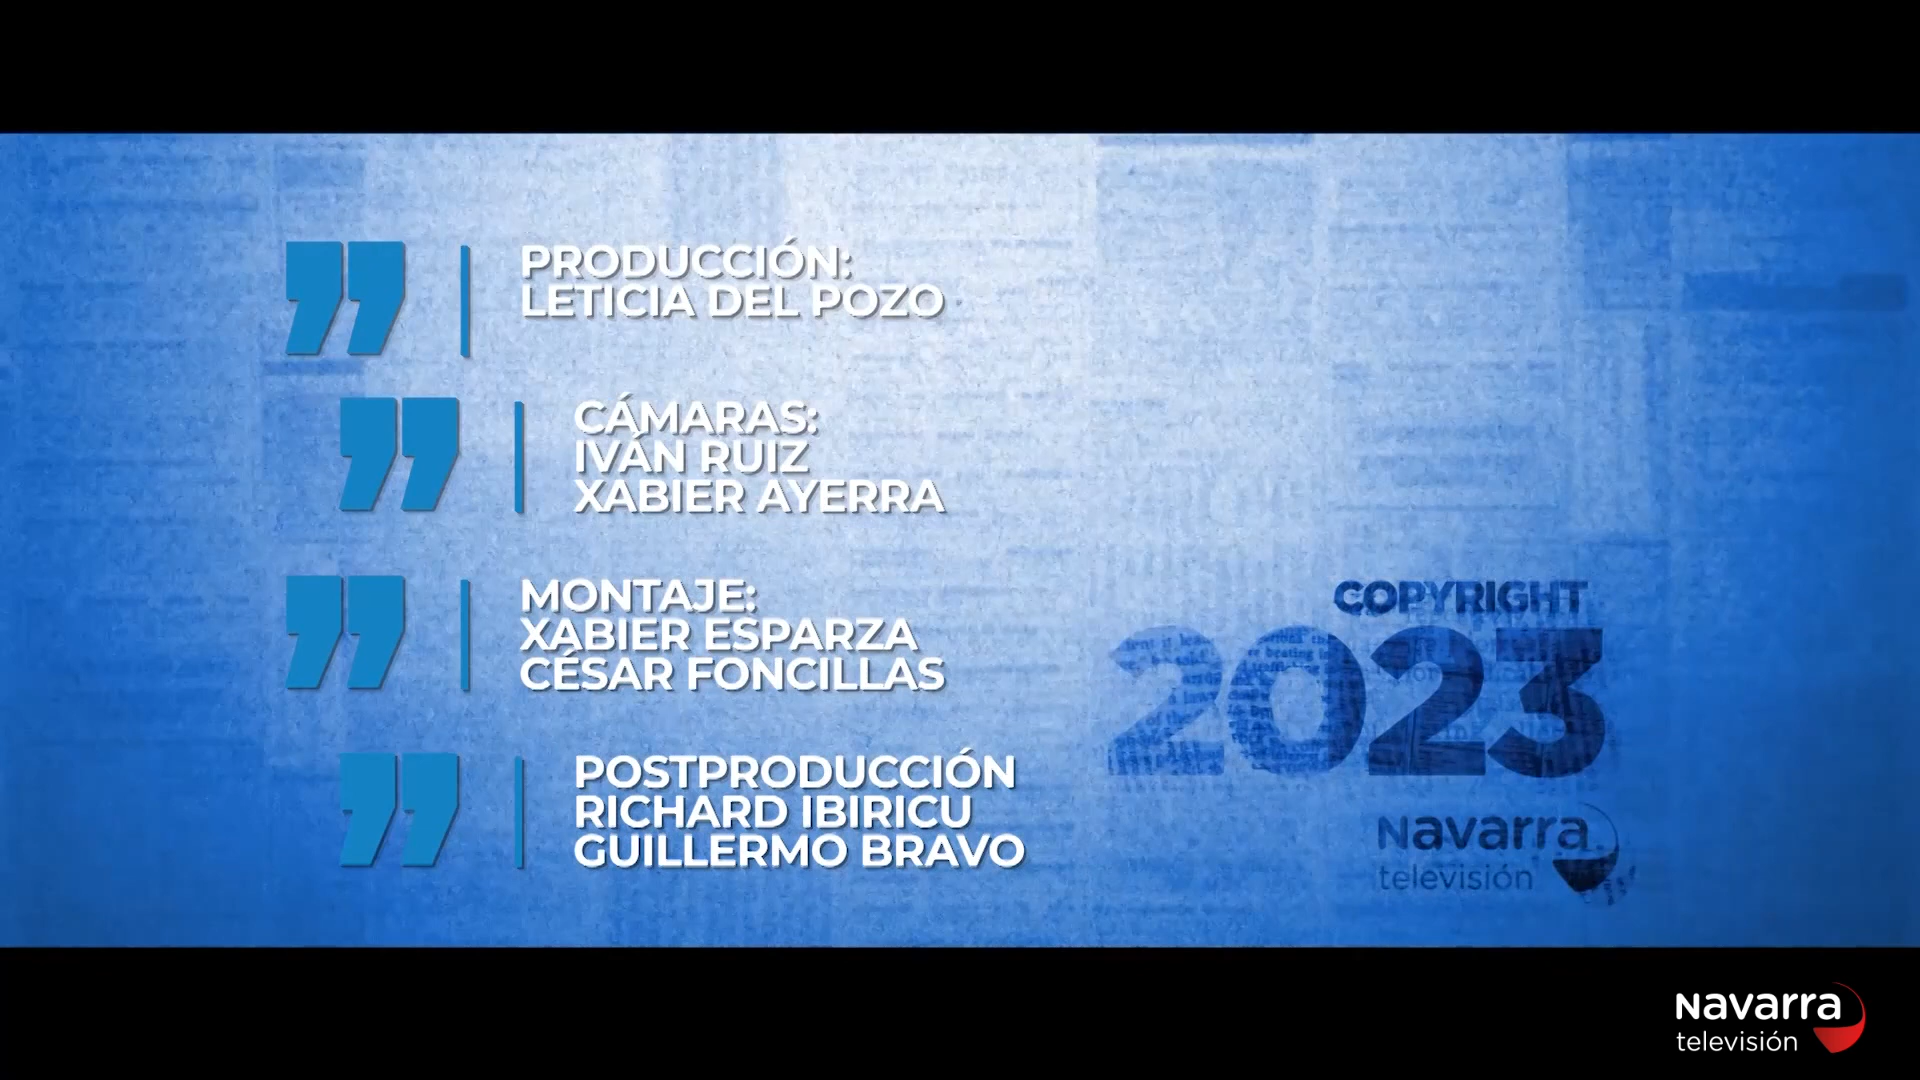 PRODUCCIÓN:
LETICIA DEL POZO
CÁMARAS:
IVÁN RUIZ
XABIER AYERRA
MONTAJE:
XABIER ESPARZA
CÉSAR FONCILLAS
POSTPRODUCCIÓN
RICHARD IBIRICU
GUILLERMO BRAVO
COPYRIGHT
2023
Navarra
televisión
Navarra
televisión